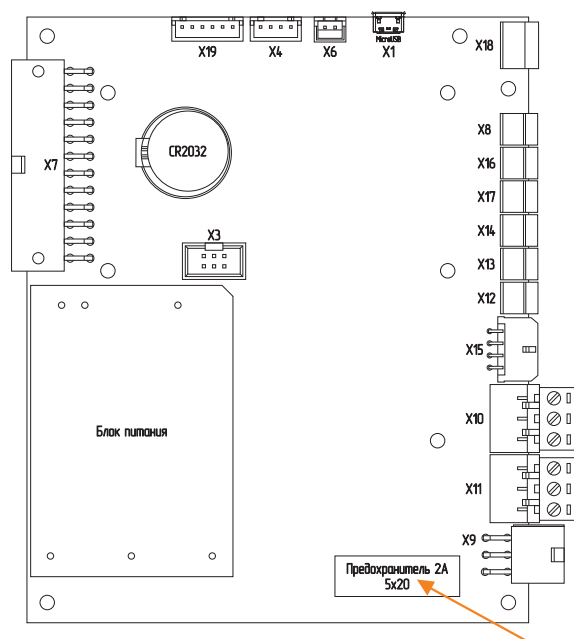 X19
X4
X6
MicroUSB
X1
X18
X7
CR2032
X8
X16
X17
X14
X3
X13
X12
X15
X10
Блок питания
X11
X9
Предохранитель 2А
5x20